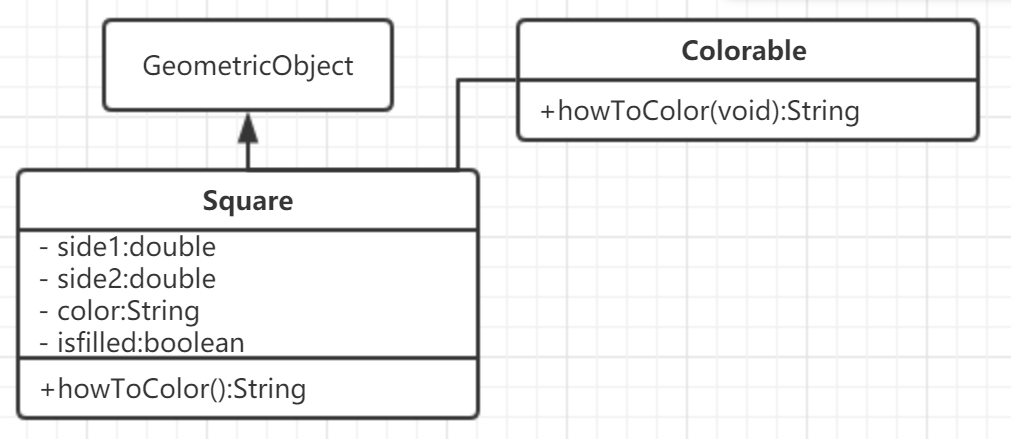 GeometricObject
Colorable
+howToColor(void):String
Square
- side1:double
- side2:double
- color:String
- isfilled:boolean
+howToColor():String